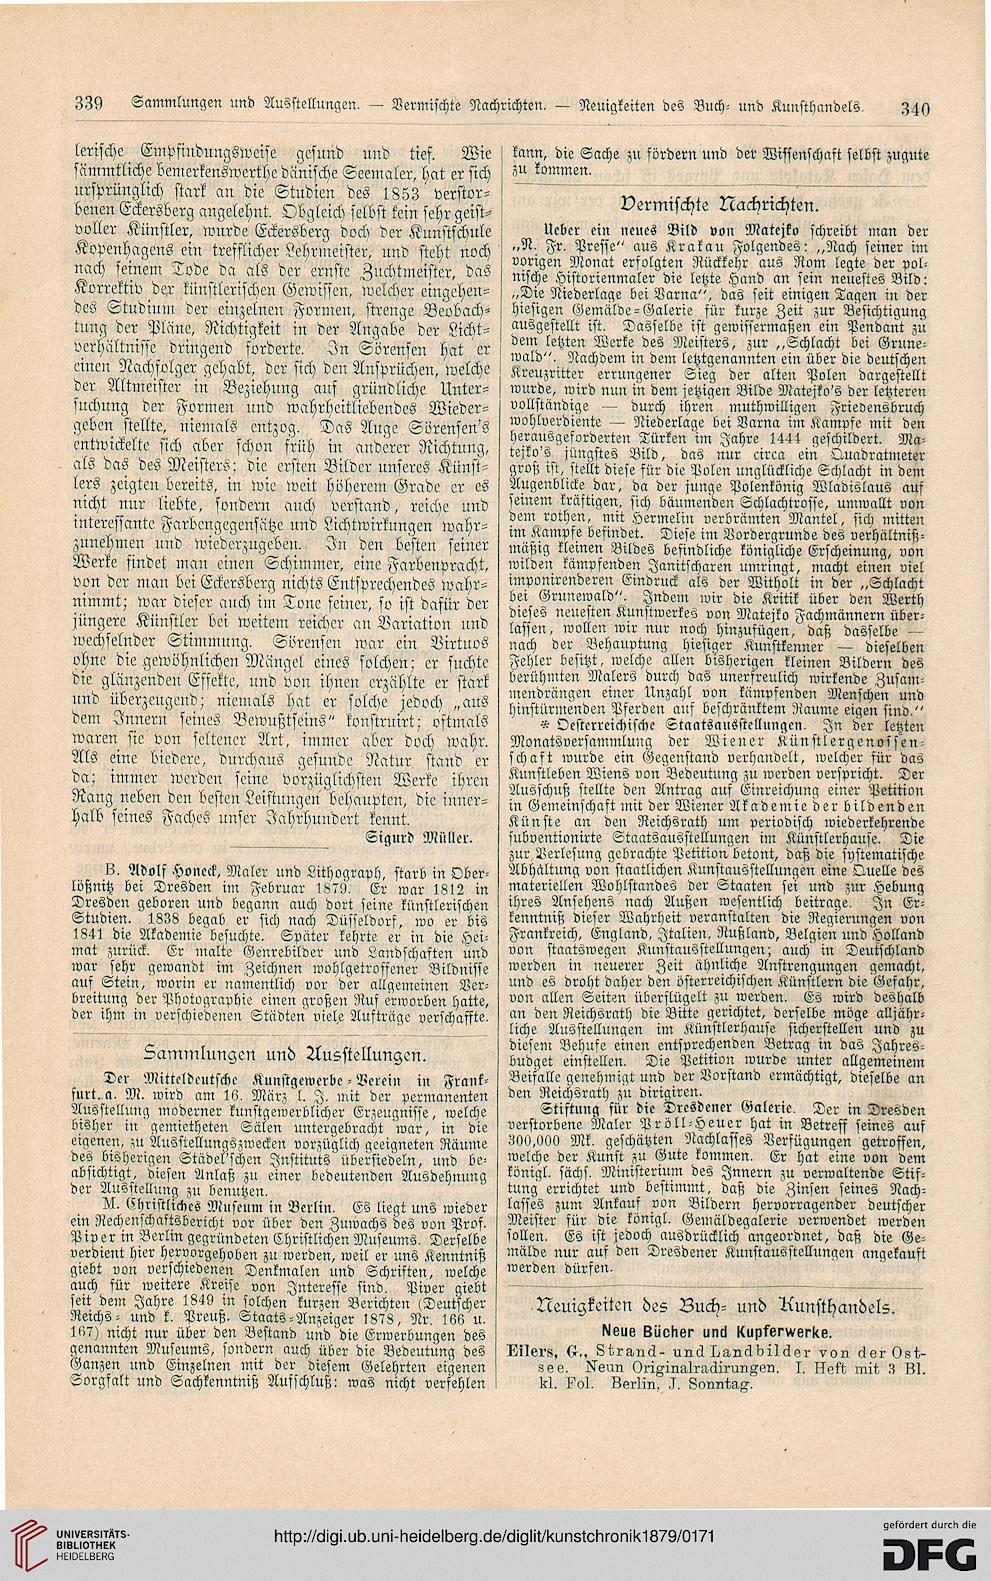 339 Sammlungen und Ausstellungen. — Vermischte Nachrichten. — Neuigkeiten des Buch- und Kunsthandels. 340
lerische Empfindungsweise gesund und tief. Wie
sämmtliche bemerkenswerthe dänische Seemaler, hat er sich
ursprünglich stark an die Studien des 1853 verstor-
benen Eckersberg angelehnt. Obgleich selbst kein sehr geist-
voller Künstler, wurde Eckersberg doch der Kunstschule
Kopenhagens ein trefflicher Lehrmeister, und steht noch
nach seinem Tode da als der ernste Zuchtmeister, das
Korrektiv der künstlerischen Gewissen, welcher eingehen-
des Studium der einzelnen Formen, strenge Beobach-
tung der Pläne, Richtigkeit in der Angabe der Licht-
verhältnisse dringend forderte. In Sörensen hat er
einen Nachfolger gehabt, der sich den Ansprüchen, welche
der Altmeister in Beziehung auf gründliche Unter-
suchung der Formen und wahrheitliebendes Wieder-
geben stellte, niemals entzog. Das Auge Sörensen's
entwickelte sich aber schon früh in anderer Richtung,
als das des Meisters; die ersten Bilder unseres Künst-
lers zeigten bereits, in wie weit höherem Grade er es
nicht nur liebte, sondern auch verstand, reiche und
interessante Farbengegensätze und Lichtwirkungen wahr-
zunehmen und wiederzugeben. In den besten seiner
Werke findet man einen Schimmer, eine Farbenpracht,
von der man bei Eckersberg nichts Entsprechendes wahr-
nimmt; war dieser auch im Tone feiner, so ist dafür der
jüngere Künstler bei weitem reicher an Variation und
wechselnder Stimmung. Sörensen war ein Virtuos
ohne die gewöhnlichen Mängel eines solchen; er suchte
die glänzenden Effekte, und von ihnen erzählte er stark
und überzeugend; niemals hat er solche jedoch „aus
dem Innern seines Bewußtseins“ konstruirt; oftmals
waren sie von seltener Art, immer aber doch wahr.
Als eine biedere, durchaus gesunde Natur stand er
da; immer werden seine vorzüglichsten Werke ihren
Rang neben den besten Leistungen behaupten, die inner-
halb seines Faches unser Jahrhundert kennt.
Sigurd Müller.
B. Adolf Honeck, Maler und Lithograph, starb in Ober-
lößnitz bei Dresden im Februar 1879. Er war 1812 in
Dresden geboren und begann auch dort seine künstlerischen
Studien. 1838 begab er sich nach Düsseldorf, wo er bis
1841 die Akademie besuchte. Später kehrte er in die Hei-
mat zurück. Er malte Genrebilder und Landschaften und
war sehr gewandt im Zeichnen wohlgetroffener Bildnisse
auf Stein, worin er namentlich vor der allgemeinen Ver-
breitung der Photographie einen großen Ruf erworben hatte,
der ihm in verschiedenen Städten viele Aufträge verschaffte.
Sammlungen und Ausstellungen.
Der Mitteldeutsche Kunstgewerbe-Verein in Frank-
furt. a. M. wird am 16. März l. J. mit der permanenten
Ausstellung moderner kunstgewerblicher Erzeugnisse, welche
bisher in gemietheten Sälen untergebracht war, in die
eigenen, zu Ausstellungszwecken vorzüglich geeigneten Räume
des bisherigen Städel'schen Instituts übersiedeln, und be-
absichtigt, diesen Anlaß zu einer bedeutenden Ausdehnung
der Ausstellung zu benutzen.
M. Christliches Museum in Berlin. Es liegt uns wieder
ein Rechenschaftsbericht vor über den Zuwachs des von Prof.
Piper in Berlin gegründeten Christlichen Museums. Derselbe
verdient hier hervorgehoben zu werden, weil er uns Kenntniß
giebt von verschiedenen Denkmalen und Schriften, welche
auch für weitere Kreise von Interesse sind. Piper giebt
seit dem Jahre 1849 in solchen kurzen Berichten (Deutscher
Reichs- und k. Preuß. Staats-Anzeiger 1878, Nr. 166 u.
167) nicht nur über den Bestand und die Erwerbungen des
genannten Museums, sondern auch über die Bedeutung des
Ganzen und Einzelnen mit der diesem Gelehrten eigenen
Sorgfalt und Sachkenntniß Aufschluß: was nicht verfehlen
kann, die Sache zu fördern und der Wissenschaft selbst zugute
zu kommen.
Vermischte Nachrichten.
Ueber ein neues Bild von Matejko schreibt man der
„N. Fr. Presse“ aus Krakau Folgendes: „Nach seiner im
vorigen Monat erfolgten Rückkehr aus Rom legte der pol-
nische Historienmaler die letzte Hand an sein neuestes Bild:
„Die Niederlage bei Varna“, das seit einigen Tagen in der
hiesigen Gemälde-Galerie für kurze Zeit zur Besichtigung
ausgestellt ist. Dasselbe ist gewissermaßen ein Pendant zu
dem letzten Werke des Meisters, zur „Schlacht bei Grune-
wald“. Nachdem in dem letztgenannten ein über die deutschen
Kreuzritter errungener Sieg der alten Polen dargestellt
wurde, wird nun in dem jetzigen Bilde Matejko's der letzteren
vollständige — durch ihren muthwilligen Friedensbruch
wohlverdiente — Niederlage bei Varna im Kampfe mit den
herausgeforderten Türken im Jahre 1444 geschildert. Ma-
tejko's jüngstes Bild, das nur circa ein Quadratmeter
groß ist, stellt diese für die Polen unglückliche Schlacht in dem
Augenblicke dar, da der junge Polenkönig Wladislaus auf
seinem kräftigen, sich bäumenden Schlachtrosse, umwallt von
dem rothen, mit Hermelin verbrämten Mantel, sich mitten
im Kampfe befindet. Diese im Vordergrunde des verhältniß-
mäßig kleinen Bildes befindliche königliche Erscheinung, von
wilden kämpfenden Janitscharen umringt, macht einen viel
imponirenderen Eindruck als der Witholt in der „Schlacht
bei Grunewald“. Indem wir die Kritik über den Werth
dieses neuesten Kunstwerkes von Matejko Fachmännern über-
lassen, wollen wir nur noch hinzufügen, daß dasselbe —
nach der Behauptung hiesiger Kunstkenner — dieselben
Fehler besitzt, welche allen bisherigen kleinen Bildern des
berühmten Malers durch das unerfreulich wirkende Zusam-
mendrängen einer Unzahl von kämpfenden Menschen und
hinstürmenden Pferden auf beschränktem Raume eigen sind.“
* Oesterreichische Staatsausstellungen. In der letzten
Monatsversammlung der Wiener Künstlergenossen-
schaft wurde ein Gegenstand verhandelt, welcher für das
Kunstleben Wiens von Bedeutung zu werden verspricht. Der
Ausschuß stellte den Antrag auf Einreichung einer Petition
in Gemeinschaft mit der Wiener Akademie der bildenden
Künste an den Reichsrath um periodisch wiederkehrende
subventionirte Staatsausstellungen im Künstlerhause. Die
zur Verlesung gebrachte Petition betont, daß die systematische
Abhaltung von staatlichen Kunstausstellungen eine Quelle des
materiellen Wohlstandes der Staaten sei und zur Hebung
ihres Ansehens nach Außen wesentlich beitrage. In Er-
kenntniß dieser Wahrheit veranstalten die Regierungen von
Frankreich, England, Italien, Rußland, Belgien und Holland
von staatswegen Kunstausstellungen; auch in Deutschland
werden in neuerer Zeit ähnliche Anstrengungen gemacht,
und es droht daher den österreichischen Künstlern die Gefahr,
von allen Seiten überflügelt zu werden. Es wird deshalb
an den Reichsrath die Bitte gerichtet, derselbe möge alljähr-
liche Ausstellungen im Künstlerhause sicherstellen und zu
diesem Behufe einen entsprechenden Betrag in das Jahres-
budget einstellen. Die Petition wurde unter allgemeinem
Beifalle genehmigt und der Vorstand ermächtigt, dieselbe an
den Reichsrath zu dirigiren.
Stiftung für die Dresdener Galerie. Der in Dresden
verstorbene Maler Pröll-Heuer hat in Betreff seines auf
300,000 Mk. geschätzten Nachlasses Verfügungen getroffen,
welche der Kunst zu Gute kommen. Er hat eine von dem
königl. sächs. Ministerium des Innern zu verwaltende Stif-
tung errichtet und bestimmt, daß die Zinsen seines Nach-
lasses zum Ankauf von Bildern hervorragender deutscher
Meister für die königl. Gemäldegalerie verwendet werden
sollen. Es ist jedoch ausdrücklich angeordnet, daß die Ge-
mälde nur auf den Dresdener Kunstausstellungen angekauft
werden dürfen.
Neuigkeiten des Buch- und Kunsthandels.
Neue Bücher und Kupferwerke.
Eilers, G., Strand- und Landbilder von der Ost-
see. Neun Originalradirungen. I. Heft mit 3 Bl.
kl. Fol. Berlin, J. Sonntag.
UNIVERSITÄTS-
BIBLIOTHEK
HEIDELBERG
http://digi.ub.uni-heidelberg.de/diglit/kunstchronik1879/0171
gefördert durch die
DFG